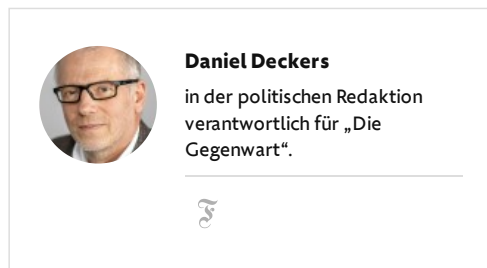 Daniel Deckers
in der politischen Redaktion
verantwortlich für „Die
Gegenwart“.
F